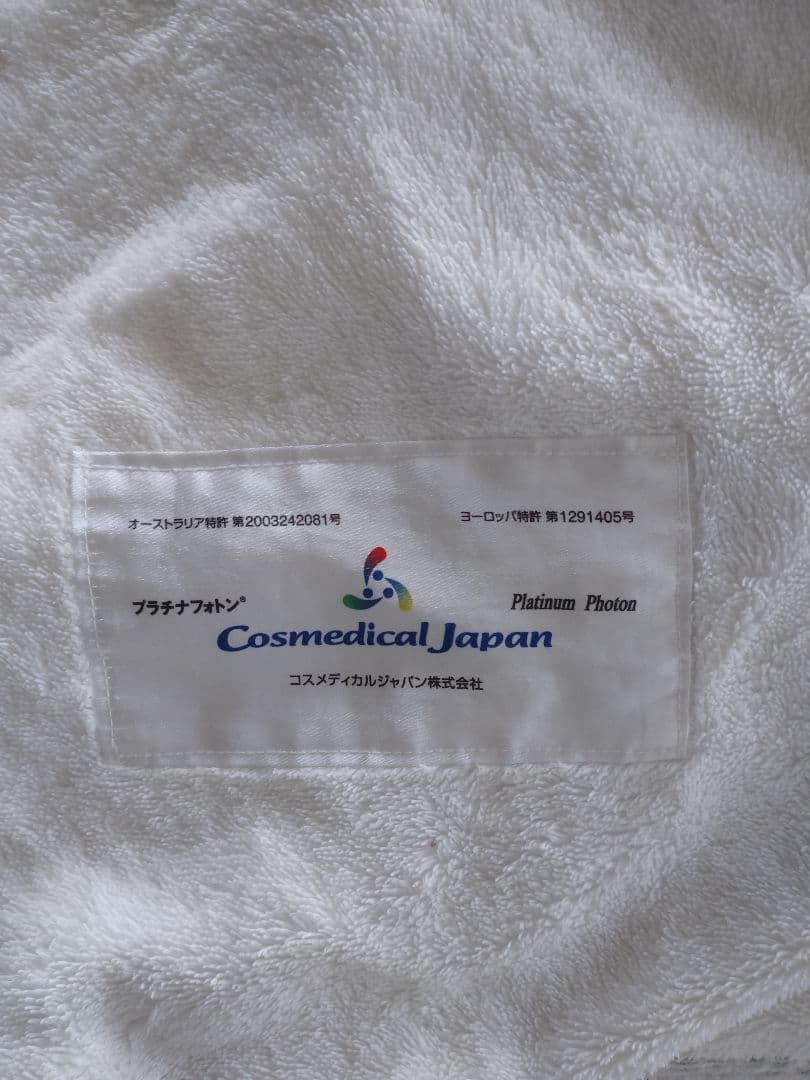 オーストラリア特許 第2003242081号 ヨーロッパ特許 第1291405号
プラチナフォトン® Platinum Photon
Cosmedical Japan
コスメディカルジャパン株式会社